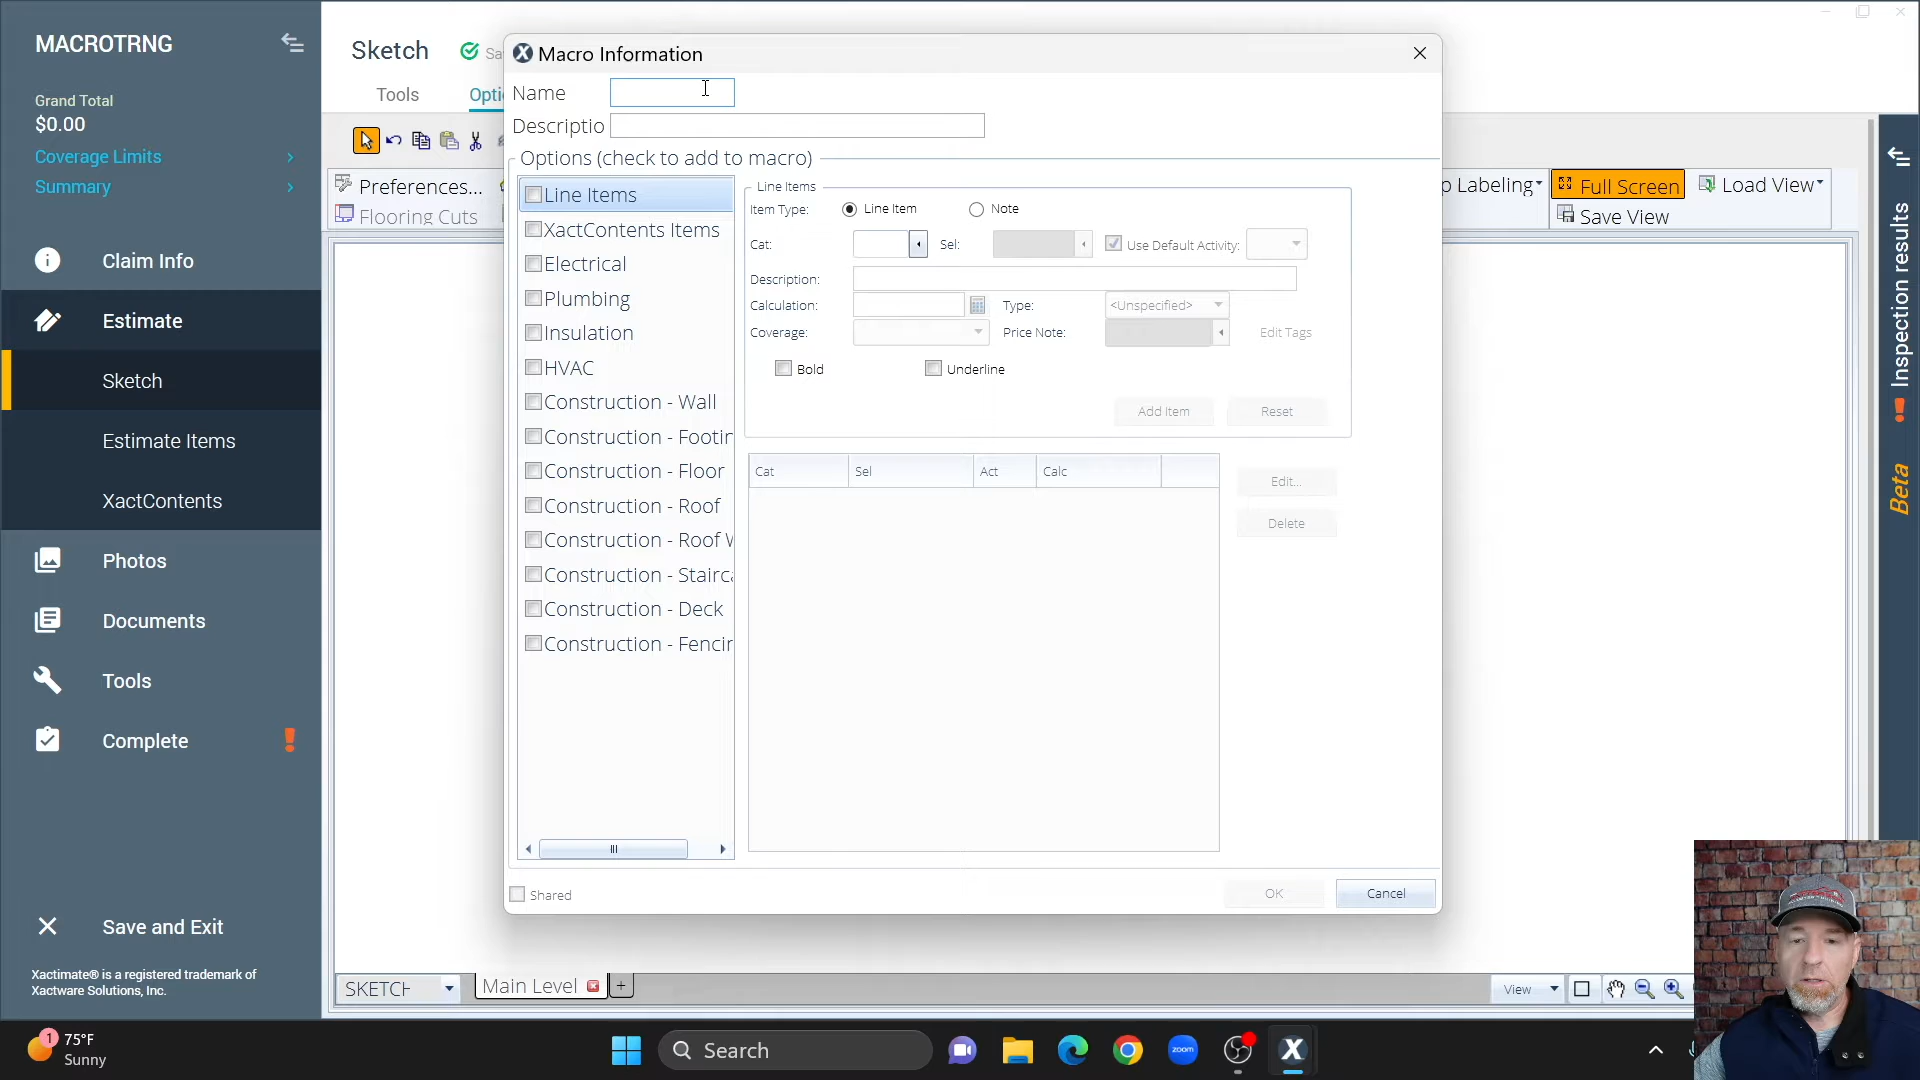 MACROTRNG
Grand Total
$0.00
Coverage Limits
Summary
Claim Info
Estimate
Sketch
Estimate Items
XactContents
Photos
Documents
Tools
Complete
Save and Exit
Xactimate® is a registered trademark of
Xactware Solutions, Inc.
Sketch
Sa
Tools
Opti
Preferences...
Flooring Cuts
p Labeling
Full Screen
Load View
Save View
Macro Information
Name
Descriptio
Options (check to add to macro)
Line Items
XactContents Items
Electrical
Plumbing
Insulation
HVAC
Construction - Wall
Construction - Footin
Construction - Floor
Construction - Roof
Construction - Roof W
Construction - Stairca
Construction - Deck
Construction - Fencin
Line Items
Item Type: Line Item Note
Cat: Sel: Use Default Activity:
Description:
Calculation: Type: <Unspecified>
Coverage: Price Note: Edit Tags
Bold Underline
Add Item Reset
Cat Sel Act Calc
Edit...
Delete
Shared
OK Cancel
Inspection results
Beta
SKETCH
Main Level
+
View
1
75°F
Sunny
Search
zoom
X